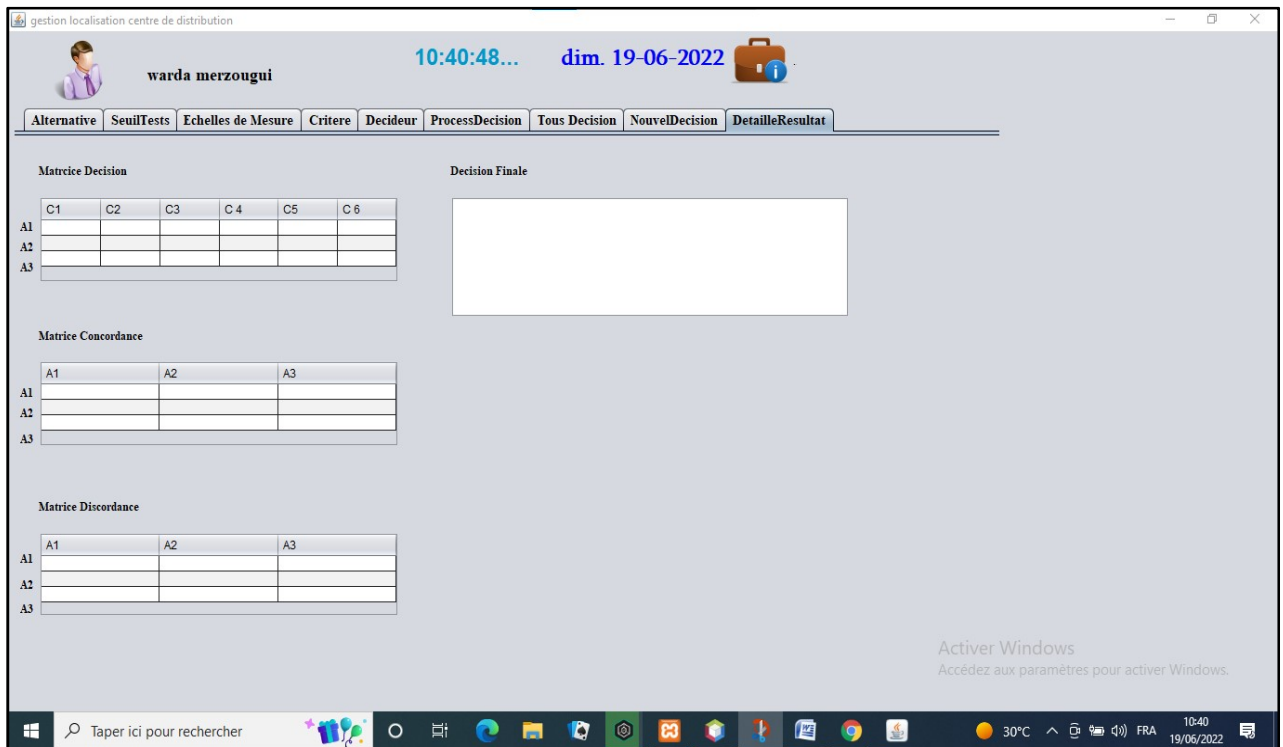 gestion localisation centre de distribution
10:40:48... dim. 19-06-2022
warda merzougui
Alternative SeuilTests Echelles de Mesure Critere Decideur ProcessDecision Tous Decision NouvelDecision DetailleResultat
Matrcice Decision Decision Finale
C1 C2 C3 C 4 C5 C 6
A1
A2
A3
Matrice Concordance
A1 A2 A3
A1
A2
A3
Matrice Discordance
A1 A2 A3
A1
A2
A3
Activer Windows
Accédez aux paramètres pour activer Windows.
Taper ici pour rechercher 30°C FRA 10:40
19/06/2022